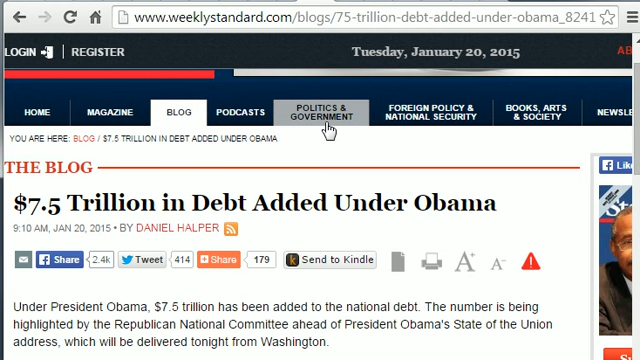 www.weeklystandard.com/blogs/75-trillion-debt-added-under-obama_8241
LOGIN REGISTER Tuesday, January 20, 2015
HOME MAGAZINE BLOG PODCASTS POLITICS & GOVERNMENT FOREIGN POLICY & NATIONAL SECURITY BOOKS, ARTS & SOCIETY NEWSLE
YOU ARE HERE: BLOG / $7.5 TRILLION IN DEBT ADDED UNDER OBAMA
THE BLOG
Lik
$7.5 Trillion in Debt Added Under Obama
9:10 AM, JAN 20, 2015 • BY DANIEL HALPER
Share 2.4k Tweet 414 Share 179 Send to Kindle A+ A-
Under President Obama, $7.5 trillion has been added to the national debt. The number is being
highlighted by the Republican National Committee ahead of President Obama's State of the Union
address, which will be delivered tonight from Washington.